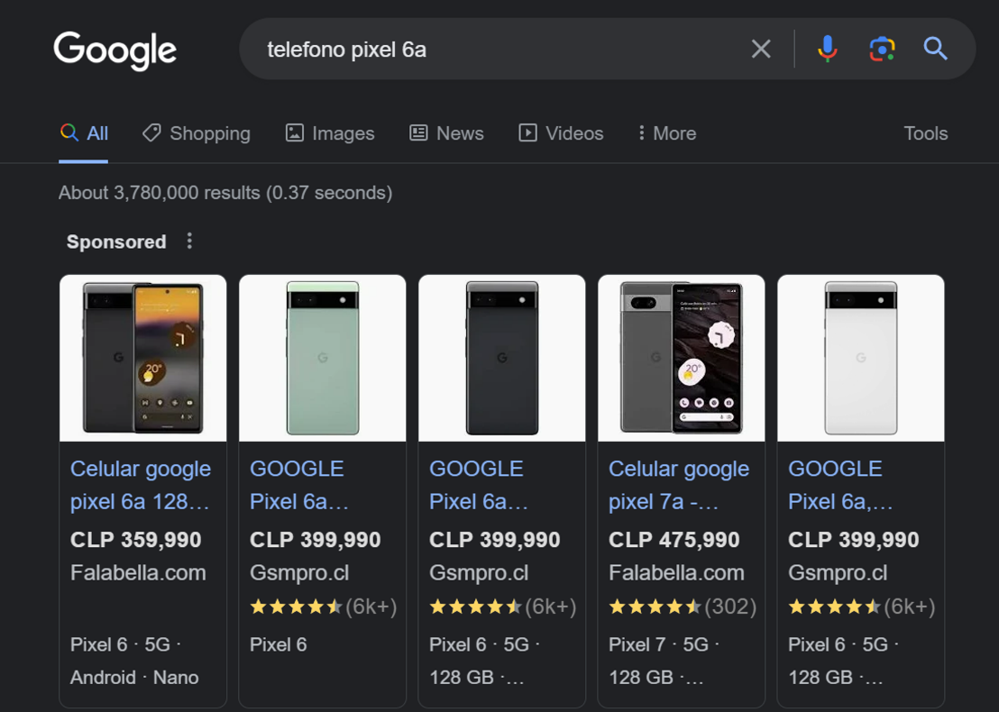 Google
telefono pixel 6a
All
Shopping
Images
News
Videos
More
Tools
About 3,780,000 results (0.37 seconds)
Sponsored
Celular google
pixel 6a 128...
CLP 359,990
Falabella.com
Pixel 6 · 5G ·
Android · Nano
GOOGLE
Pixel 6a...
CLP 399,990
Gsmpro.cl
(6k+)
Pixel 6
GOOGLE
Pixel 6a...
CLP 399,990
Gsmpro.cl
(6k+)
Pixel 6 · 5G ·
128 GB ·...
Celular google
pixel 7a -...
CLP 475,990
Falabella.com
(302)
Pixel 7 · 5G ·
128 GB ·...
GOOGLE
Pixel 6a,...
CLP 399,990
Gsmpro.cl
(6k+)
Pixel 6 · 5G ·
128 GB ·...